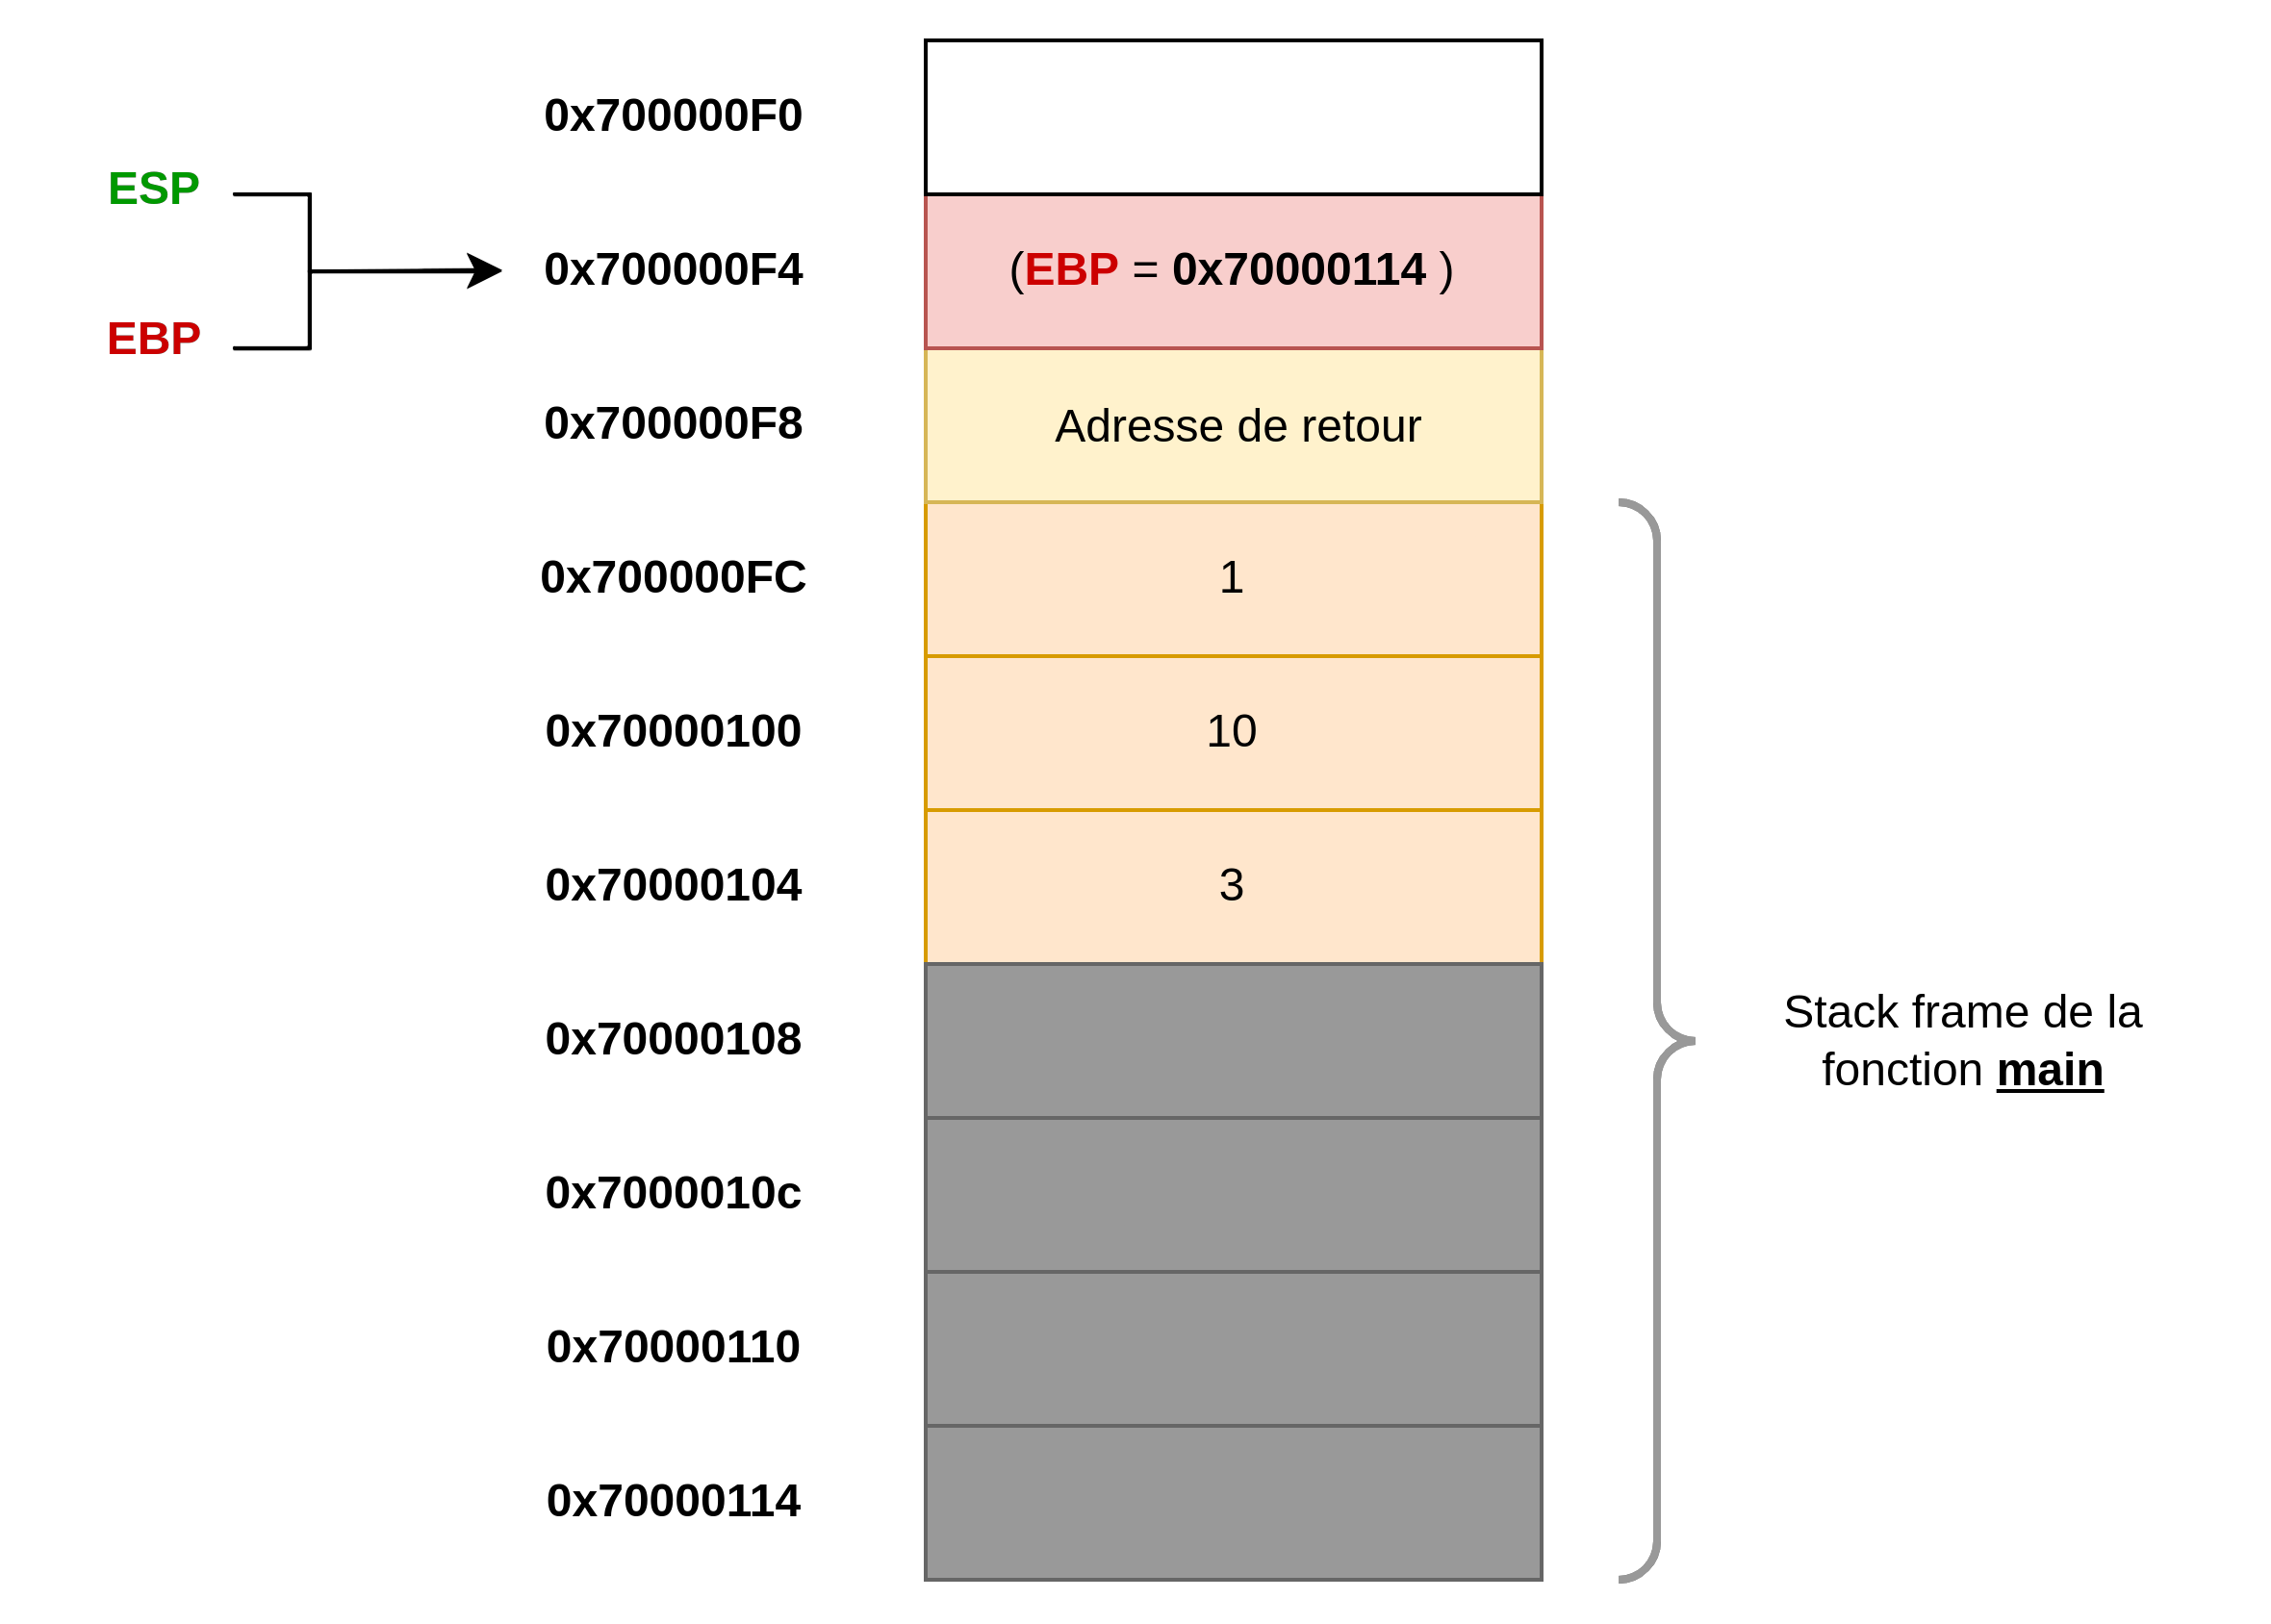 0x700000F0
ESP
0x700000F4
(EBP = 0x70000114 )
EBP
0x700000F8
Adresse de retour
0x700000FC
1
0x70000100
10
0x70000104
3
0x70000108
Stack frame de la
fonction main
0x7000010c
0x70000110
0x70000114